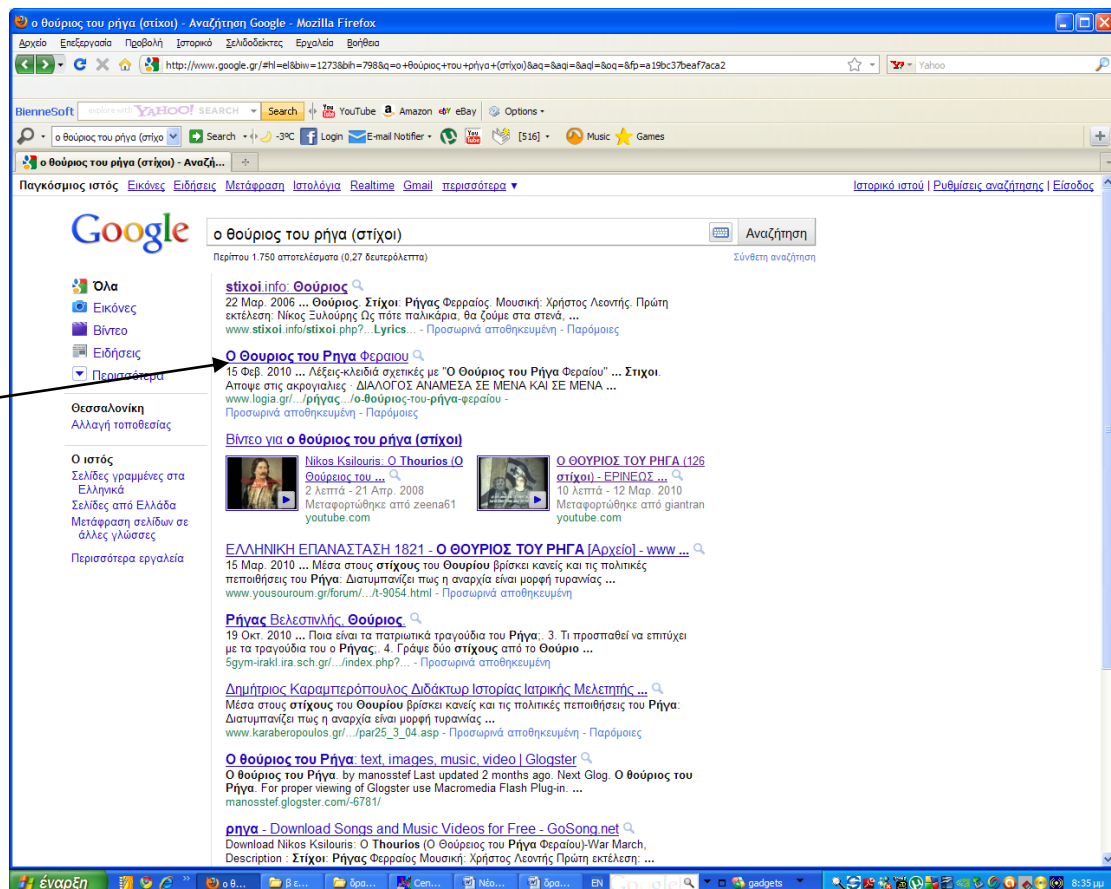 ο θούριος του ρήγα (στίχοι) - Αναζήτηση Google - Mozilla Firefox
Αρχείο Επεξεργασία Προβολή Ιστορικό Σελιδοδείκτες Εργαλεία Βοήθεια
http://www.google.gr/#hl=el&biw=1273&bih=798&q=ο+θούριος+του+ρήγα+(στίχοι)&aq=&aqi=&aql=&oq=&fp=a19bc37beaf7aca2 Yahoo
BienneSoft explore with YAHOO! SEARCH Search YouTube Amazon eBay Options
ο θούριος του ρήγα (στίχο Search -3°C Login E-mail Notifier [516] Music Games
ο θούριος του ρήγα (στίχοι) - Αναζή...
Παγκόσμιος ιστός Εικόνες Ειδήσεις Μετάφραση Ιστολόγια Realtime Gmail περισσότερα ▼ Ιστορικό ιστού | Ρυθμίσεις αναζήτησης | Είσοδος
Google ο θούριος του ρήγα (στίχοι) Αναζήτηση
Περίπου 1.750 αποτελέσματα (0,27 δευτερόλεπτα) Σύνθετη αναζήτηση
Όλα
Εικόνες
Βίντεο
Ειδήσεις
Περισσότερα
Θεσσαλονίκη
Αλλαγή τοποθεσίας
Ο ιστός
Σελίδες γραμμένες στα
Ελληνικά
Σελίδες από Ελλάδα
Μετάφραση σελίδων σε
άλλες γλώσσες
Περισσότερα εργαλεία
stixoi.info: Θούριος
22 Μαρ. 2006 ... Θούριος. Στίχοι: Ρήγας Φερραίος. Μουσική: Χρήστος Λεοντής. Πρώτη
εκτέλεση: Νίκος Ξυλούρης Ως πότε παλικάρια, θα ζούμε στα στενά, ...
www.stixoi.info/stixoi.php?...Lyrics... - Προσωρινά αποθηκευμένη - Παρόμοιες
Ο Θουριος του Ρηγα Φεραιου
15 Φεβ. 2010 ... Λέξεις-κλειδιά σχετικές με "Ο Θούριος του Ρήγα Φεραίου" ... Στιχοι.
Αποψε στις ακρογιαλιες · ΔΙΑΛΟΓΟΣ ΑΝΑΜΕΣΑ ΣΕ ΜΕΝΑ ΚΑΙ ΣΕ ΜΕΝΑ ...
www.logia.gr/.../ρήγας.../ο-θούριος-του-ρήγα-φεραίου -
Προσωρινά αποθηκευμένη - Παρόμοιες
Βίντεο για ο θούριος του ρήγα (στίχοι)
Nikos Ksilouris: O Thourios (Ο
Θούρειος του ...
2 λεπτά - 21 Απρ. 2008
Μεταφορτώθηκε από zeena61
youtube.com
Ο ΘΟΥΡΙΟΣ ΤΟΥ ΡΗΓΑ (126
στίχοι) - ΕΡΙΝΕΩΣ ...
10 λεπτά - 12 Μαρ. 2010
Μεταφορτώθηκε από giantran
youtube.com
ΕΛΛΗΝΙΚΗ ΕΠΑΝΑΣΤΑΣΗ 1821 - Ο ΘΟΥΡΙΟΣ ΤΟΥ ΡΗΓΑ [Αρχείο] - www ...
15 Μαρ. 2010 ... Μέσα στους στίχους του Θουρίου βρίσκει κανείς και τις πολιτικές
πεποιθήσεις του Ρήγα: Διατυμπανίζει πως η αναρχία είναι μορφή τυραννίας ...
www.yousouroum.gr/forum/.../t-9054.html - Προσωρινά αποθηκευμένη
Ρήγας Βελεστινλής, Θούριος.
19 Οκτ. 2010 ... Ποια είναι τα πατριωτικά τραγούδια του Ρήγα;. 3. Τι προσπαθεί να επιτύχει
με τα τραγούδια του ο Ρήγας;. 4. Γράψε δύο στίχους από το Θούριο ...
5gym-irakl.ira.sch.gr/.../index.php?... - Προσωρινά αποθηκευμένη
Δημήτριος Καραμπερόπουλος Διδάκτωρ Ιστορίας Ιατρικής Μελετητής ...
Μέσα στους στίχους του Θουρίου βρίσκει κανείς και τις πολιτικές πεποιθήσεις του Ρήγα:
Διατυμπανίζει πως η αναρχία είναι μορφή τυραννίας ...
www.karaberopoulos.gr/.../par25_3_04.asp - Προσωρινά αποθηκευμένη - Παρόμοιες
Ο θούριος του Ρήγα: text, images, music, video | Glogster
Ο θούριος του Ρήγα. by manosstef Last updated 2 months ago. Next Glog. Ο θούριος του
Ρήγα. For proper viewing of Glogster use Macromedia Flash Plug-in. ...
manosstef.glogster.com/-6781/
ρηγα - Download Songs and Music Videos for Free - GoSong.net
Download Nikos Ksilouris: O Thourios (Ο Θούρειος του Ρήγα Φεραίου)-War March,
Description : Στίχοι: Ρήγας Φερραίος Μουσική: Χρήστος Λεοντής Πρώτη εκτέλεση: ...
έναρξη ο θ... β ε... δρα... Cen... Νέο... δρα... EN Google gadgets 8:35 μμ